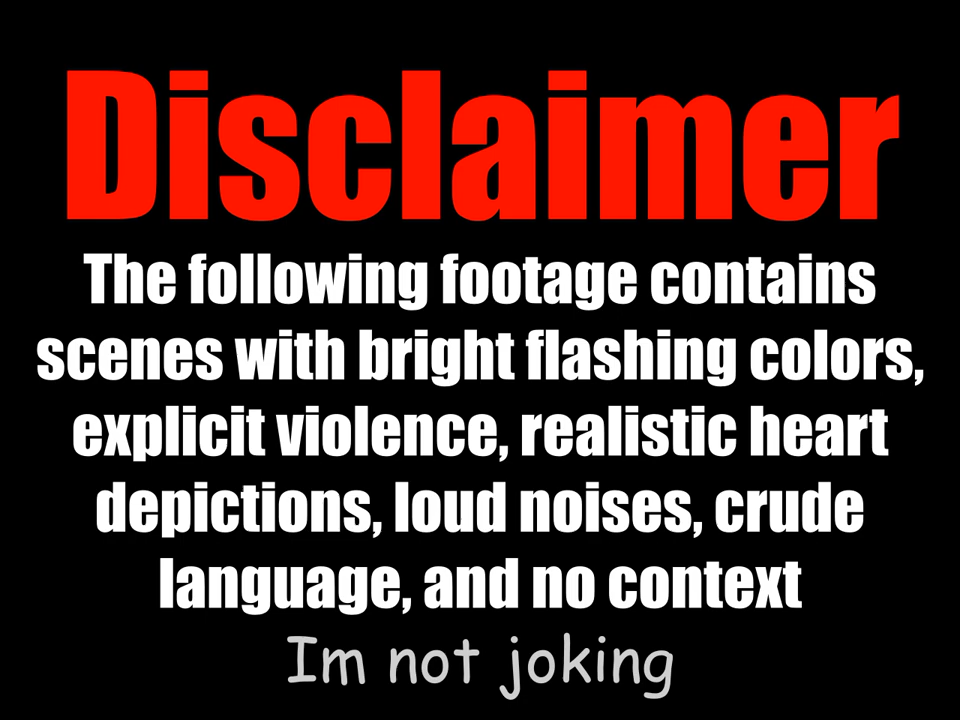 Disclaimer
The following footage contains
scenes with bright flashing colors,
explicit violence, realistic heart
depictions, loud noises, crude
language, and no context
Im not joking